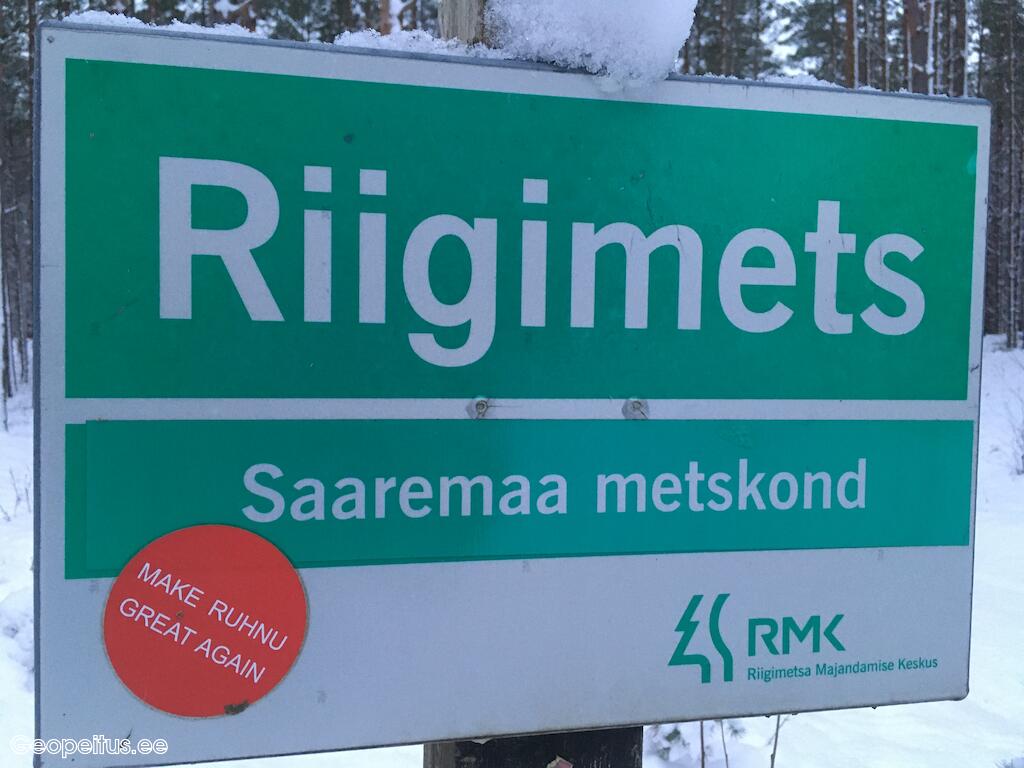 Riigimets
Saaremaa metskond
MAKE RUHNU
GREAT AGAIN
RMK
Riigimetsa Majandamise Keskus
Geopeitus.ee